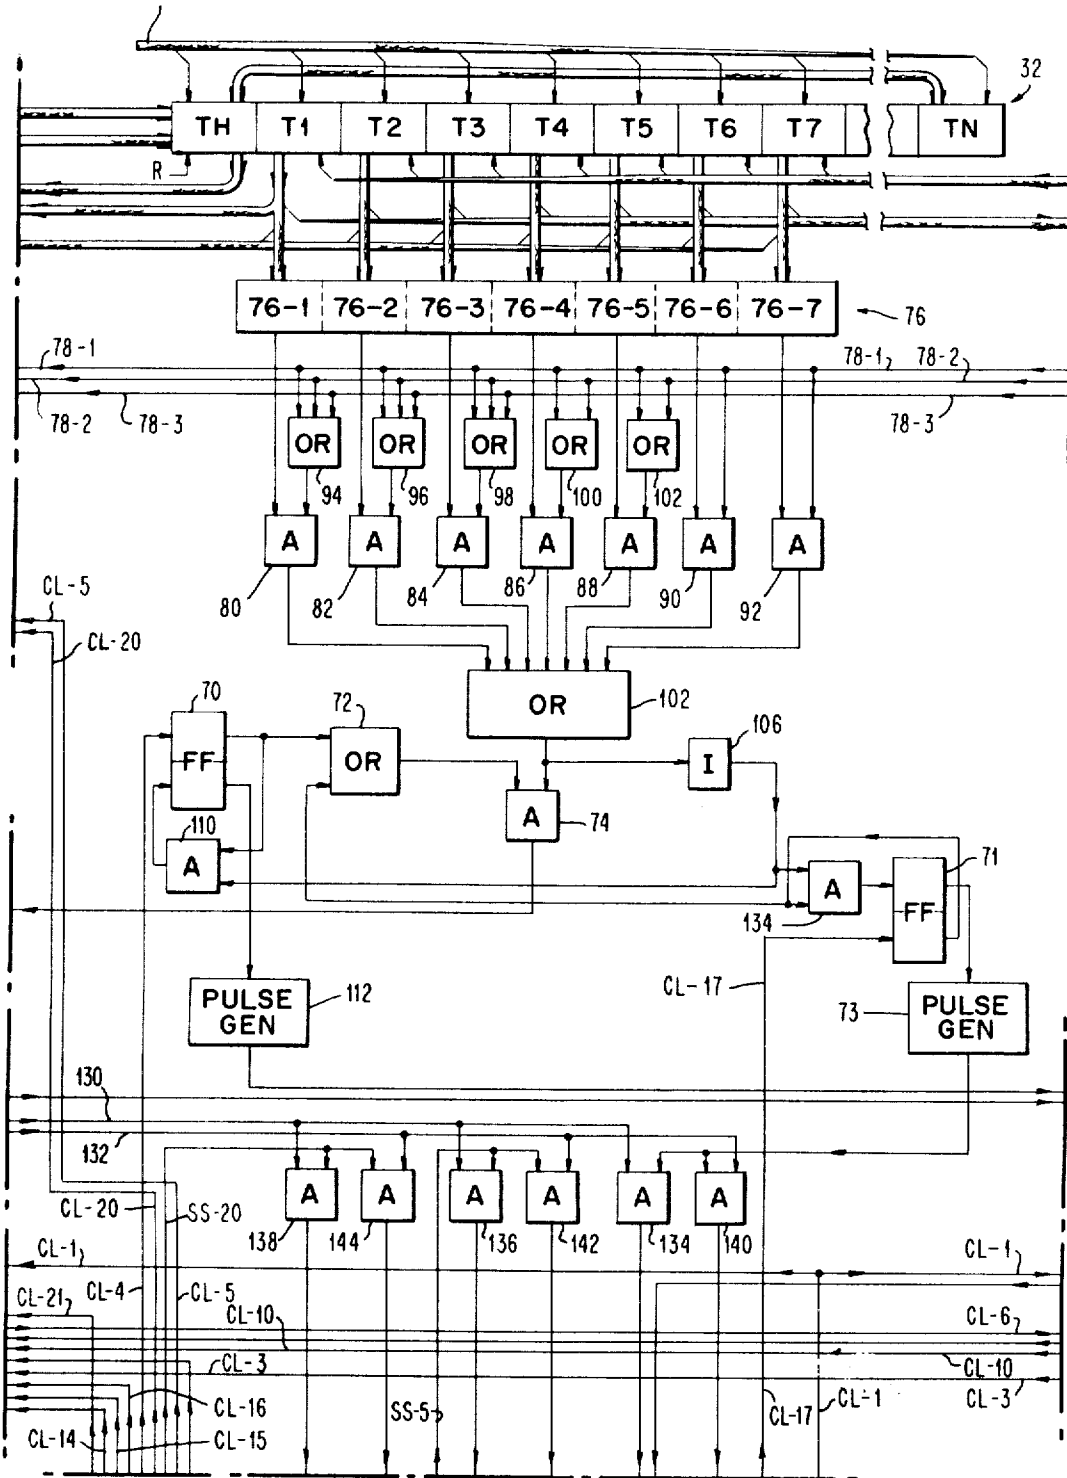 32
TH T1 T2 T3 T4 T5 T6 T7 TN
R
76-1 76-2 76-3 76-4 76-5 76-6 76-7
76
78-1 78-1 78-2
78-2 78-3 78-3
OR OR OR OR OR
94 96 98 100 102
A A A A A A A
80 82 84 86 88 90 92
CL-5
CL-20
OR
102
70 72 106
FF OR I
A
74
110
A
71
A
134
FF
CL-17
PULSE
GEN
112
73
PULSE
GEN
130
132
A A A A A A
138 144 136 142 134 140
CL-20 SS-20
CL-1 CL-1
CL-4 CL-5
CL-21 CL-10 CL-6
CL-3 CL-10
CL-16 SS-5 CL-17 CL-1 CL-3
CL-14 CL-15